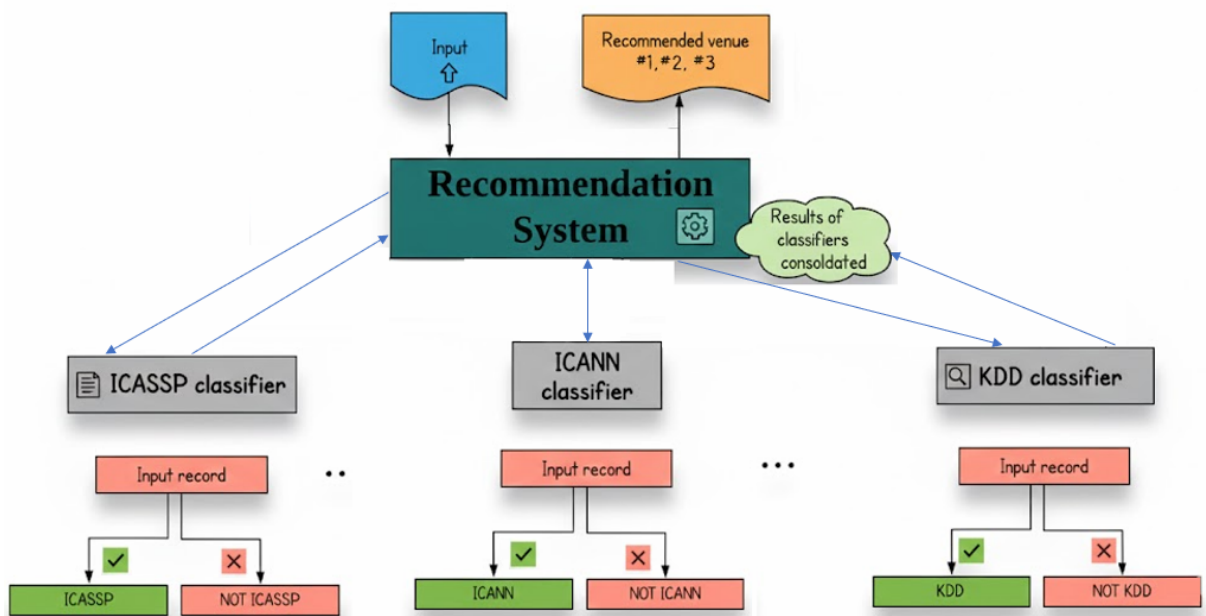 Input
Recommended venue
#1,#2, #3
Recommendation
System
Results of
classifiers
consoldated
ICASSP classifier
ICANN
classifier
KDD classifier
Input record
..
Input record
...
Input record
ICASSP
NOT ICASSP
ICANN
NOT ICANN
KDD
NOT KDD